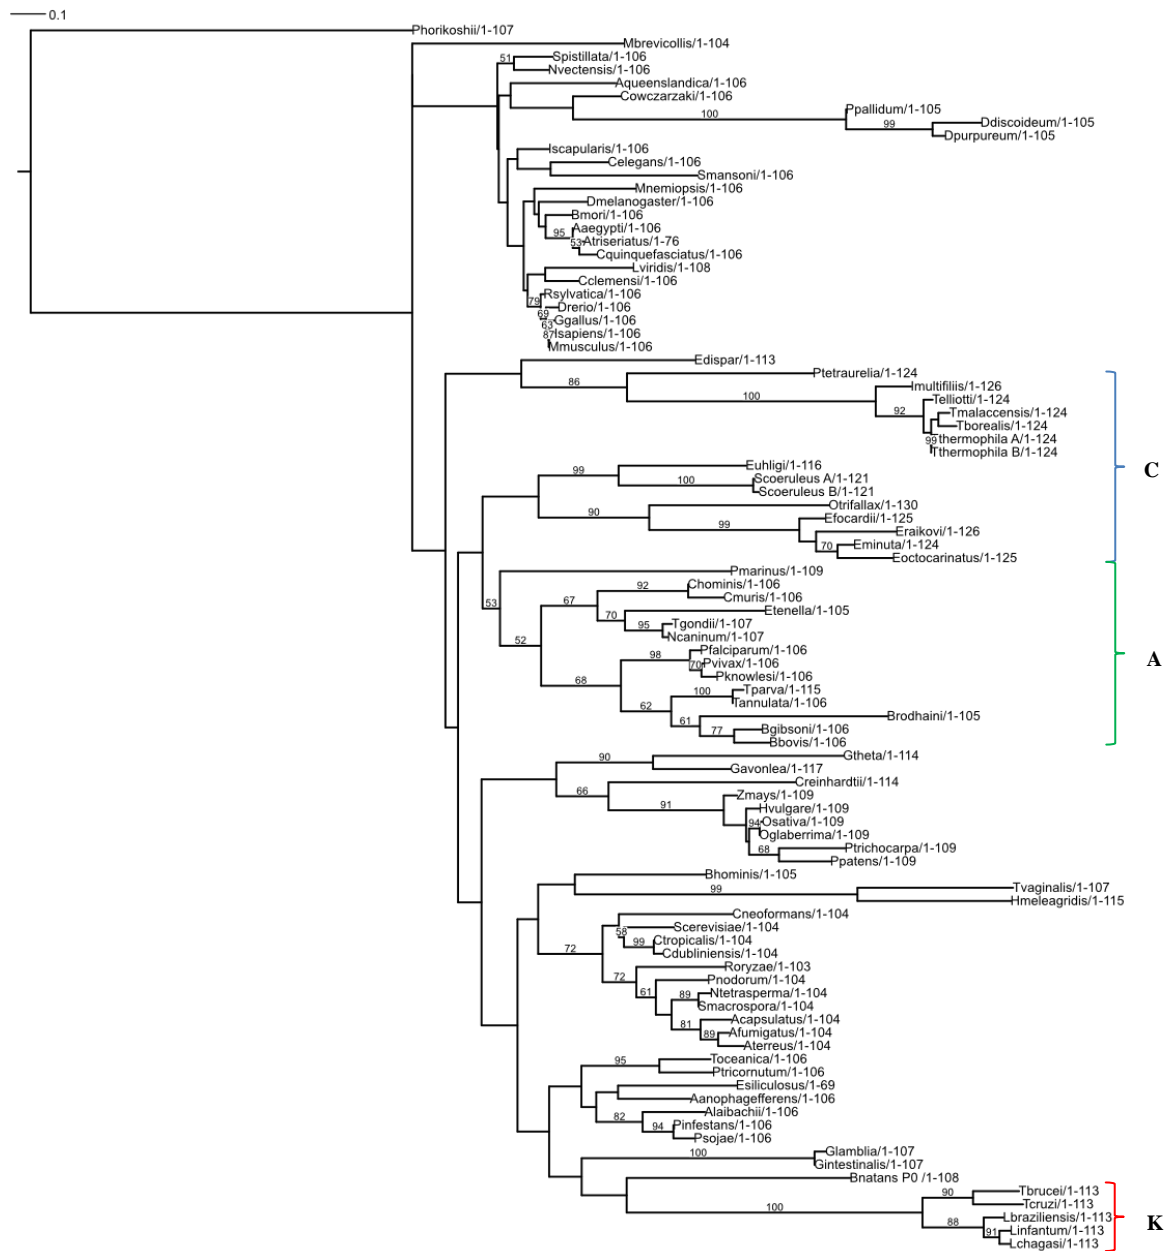 0.1
Phorikoshii/1-107
Mbrevicollis/1-104
51
Spistillata/1-106
Nvectensis/1-106
Aqueenslandica/1-106
Cowczarzaki/1-106
100
Ppallidum/1-105
99
Ddiscoideum/1-105
Dpurpureum/1-105
Iscapularis/1-106
Celegans/1-106
Smansoni/1-106
Mnemiopsis/1-106
Dmelanogaster/1-106
Bmori/1-106
95
Aaegypti/1-106
53
Atriseriatus/1-76
Cquinquefasciatus/1-106
Lviridis/1-108
Cclemensi/1-106
79
Rsylvatica/1-106
Drerio/1-106
69
Ggallus/1-106
63
87
Isapiens/1-106
Mmusculus/1-106
Edispar/1-113
86
Ptetraurelia/1-124
100
Imultifiliis/1-126
92
Telliotti/1-124
Tmalaccensis/1-124
Tborealis/1-124
99
Tthermophila A/1-124
Tthermophila B/1-124
99
Euhligi/1-116
100
Scoeruleus A/1-121
Scoeruleus B/1-121
C
90
Otrifallax/1-130
99
Efocardii/1-125
Eraikovi/1-126
70
Eminuta/1-124
Eoctocarinatus/1-125
53
Pmarinus/1-109
92
Chominis/1-106
Cmuris/1-106
67
70
Etenella/1-105
95
Tgondii/1-107
Ncaninum/1-107
52
98
Pfalciparum/1-106
70
Pvivax/1-106
Pknowlesi/1-106
A
68
100
Tparva/1-115
Tannulata/1-106
62
61
Brodhaini/1-105
77
Bgibsoni/1-106
Bbovis/1-106
90
Gtheta/1-114
Gavonlea/1-117
66
Creinhardtii/1-114
91
Zmays/1-109
Hvulgare/1-109
94
Osativa/1-109
Oglaberrima/1-109
68
Ptrichocarpa/1-109
Ppatens/1-109
Bhominis/1-105
99
Tvaginalis/1-107
Hmeleagridis/1-115
72
Cneoformans/1-104
58
Scerevisiae/1-104
99
Ctropicalis/1-104
Cdubliniensis/1-104
72
Roryzae/1-103
61
Pnodorum/1-104
89
Ntetrasperma/1-104
Smacrospora/1-104
81
Acapsulatus/1-104
89
Afumigatus/1-104
Aterreus/1-104
95
Toceanica/1-106
Ptricornutum/1-106
Esiliculosus/1-69
Aanophagefferens/1-106
82
Alaibachii/1-106
94
Pinfestans/1-106
Psojae/1-106
100
Glamblia/1-107
Gintestinalis/1-107
Bnatans P0 /1-108
100
90
Tbrucei/1-113
Tcruzi/1-113
88
Lbraziliensis/1-113
K
91
Linfantum/1-113
Lchagasi/1-113